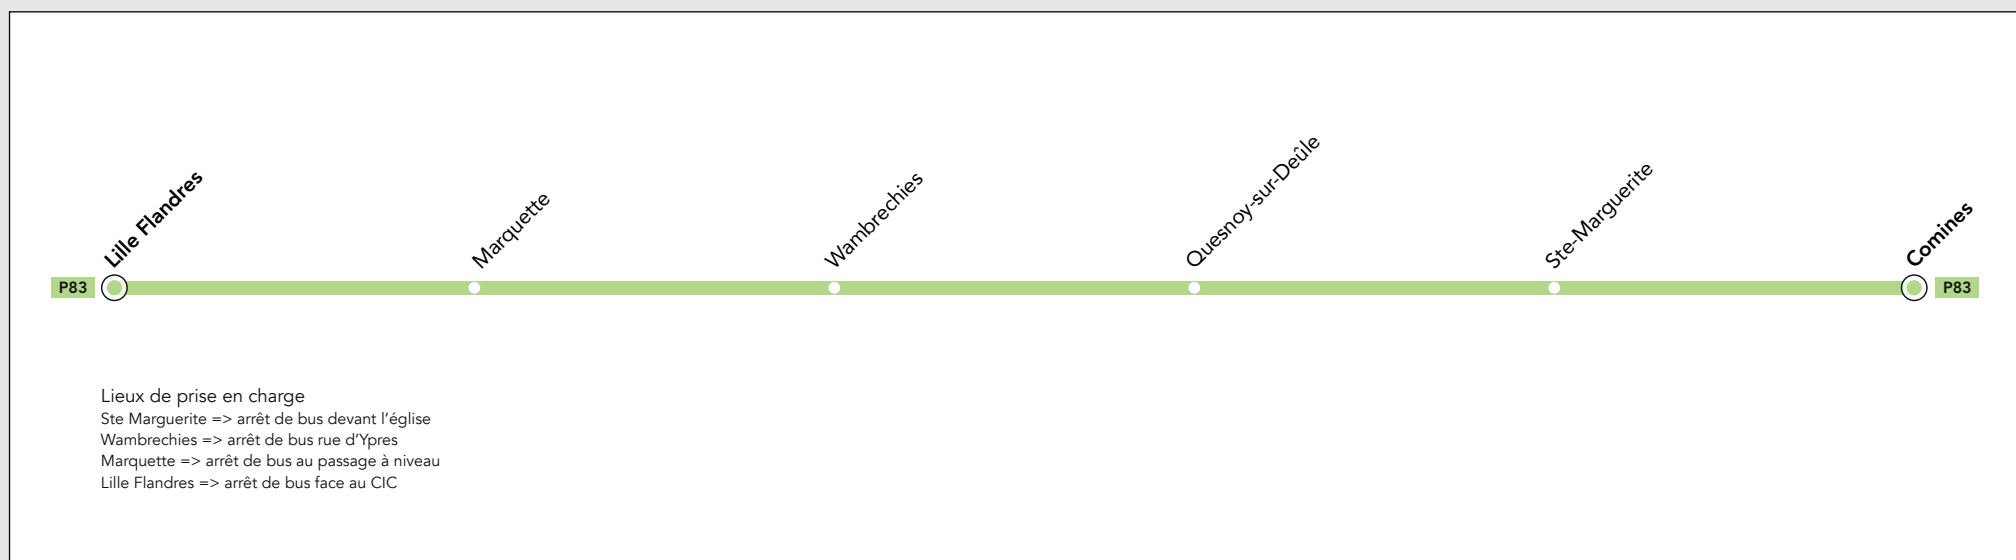 Lille Flandres
Marquette
Wambrechies
Quesnoy-sur-Deûle
Ste-Marguerite
Comines
P83
P83
Lieux de prise en charge
Ste Marguerite => arrêt de bus devant l'église
Wambrechies => arrêt de bus rue d'Ypres
Marquette => arrêt de bus au passage à niveau
Lille Flandres => arrêt de bus face au CIC